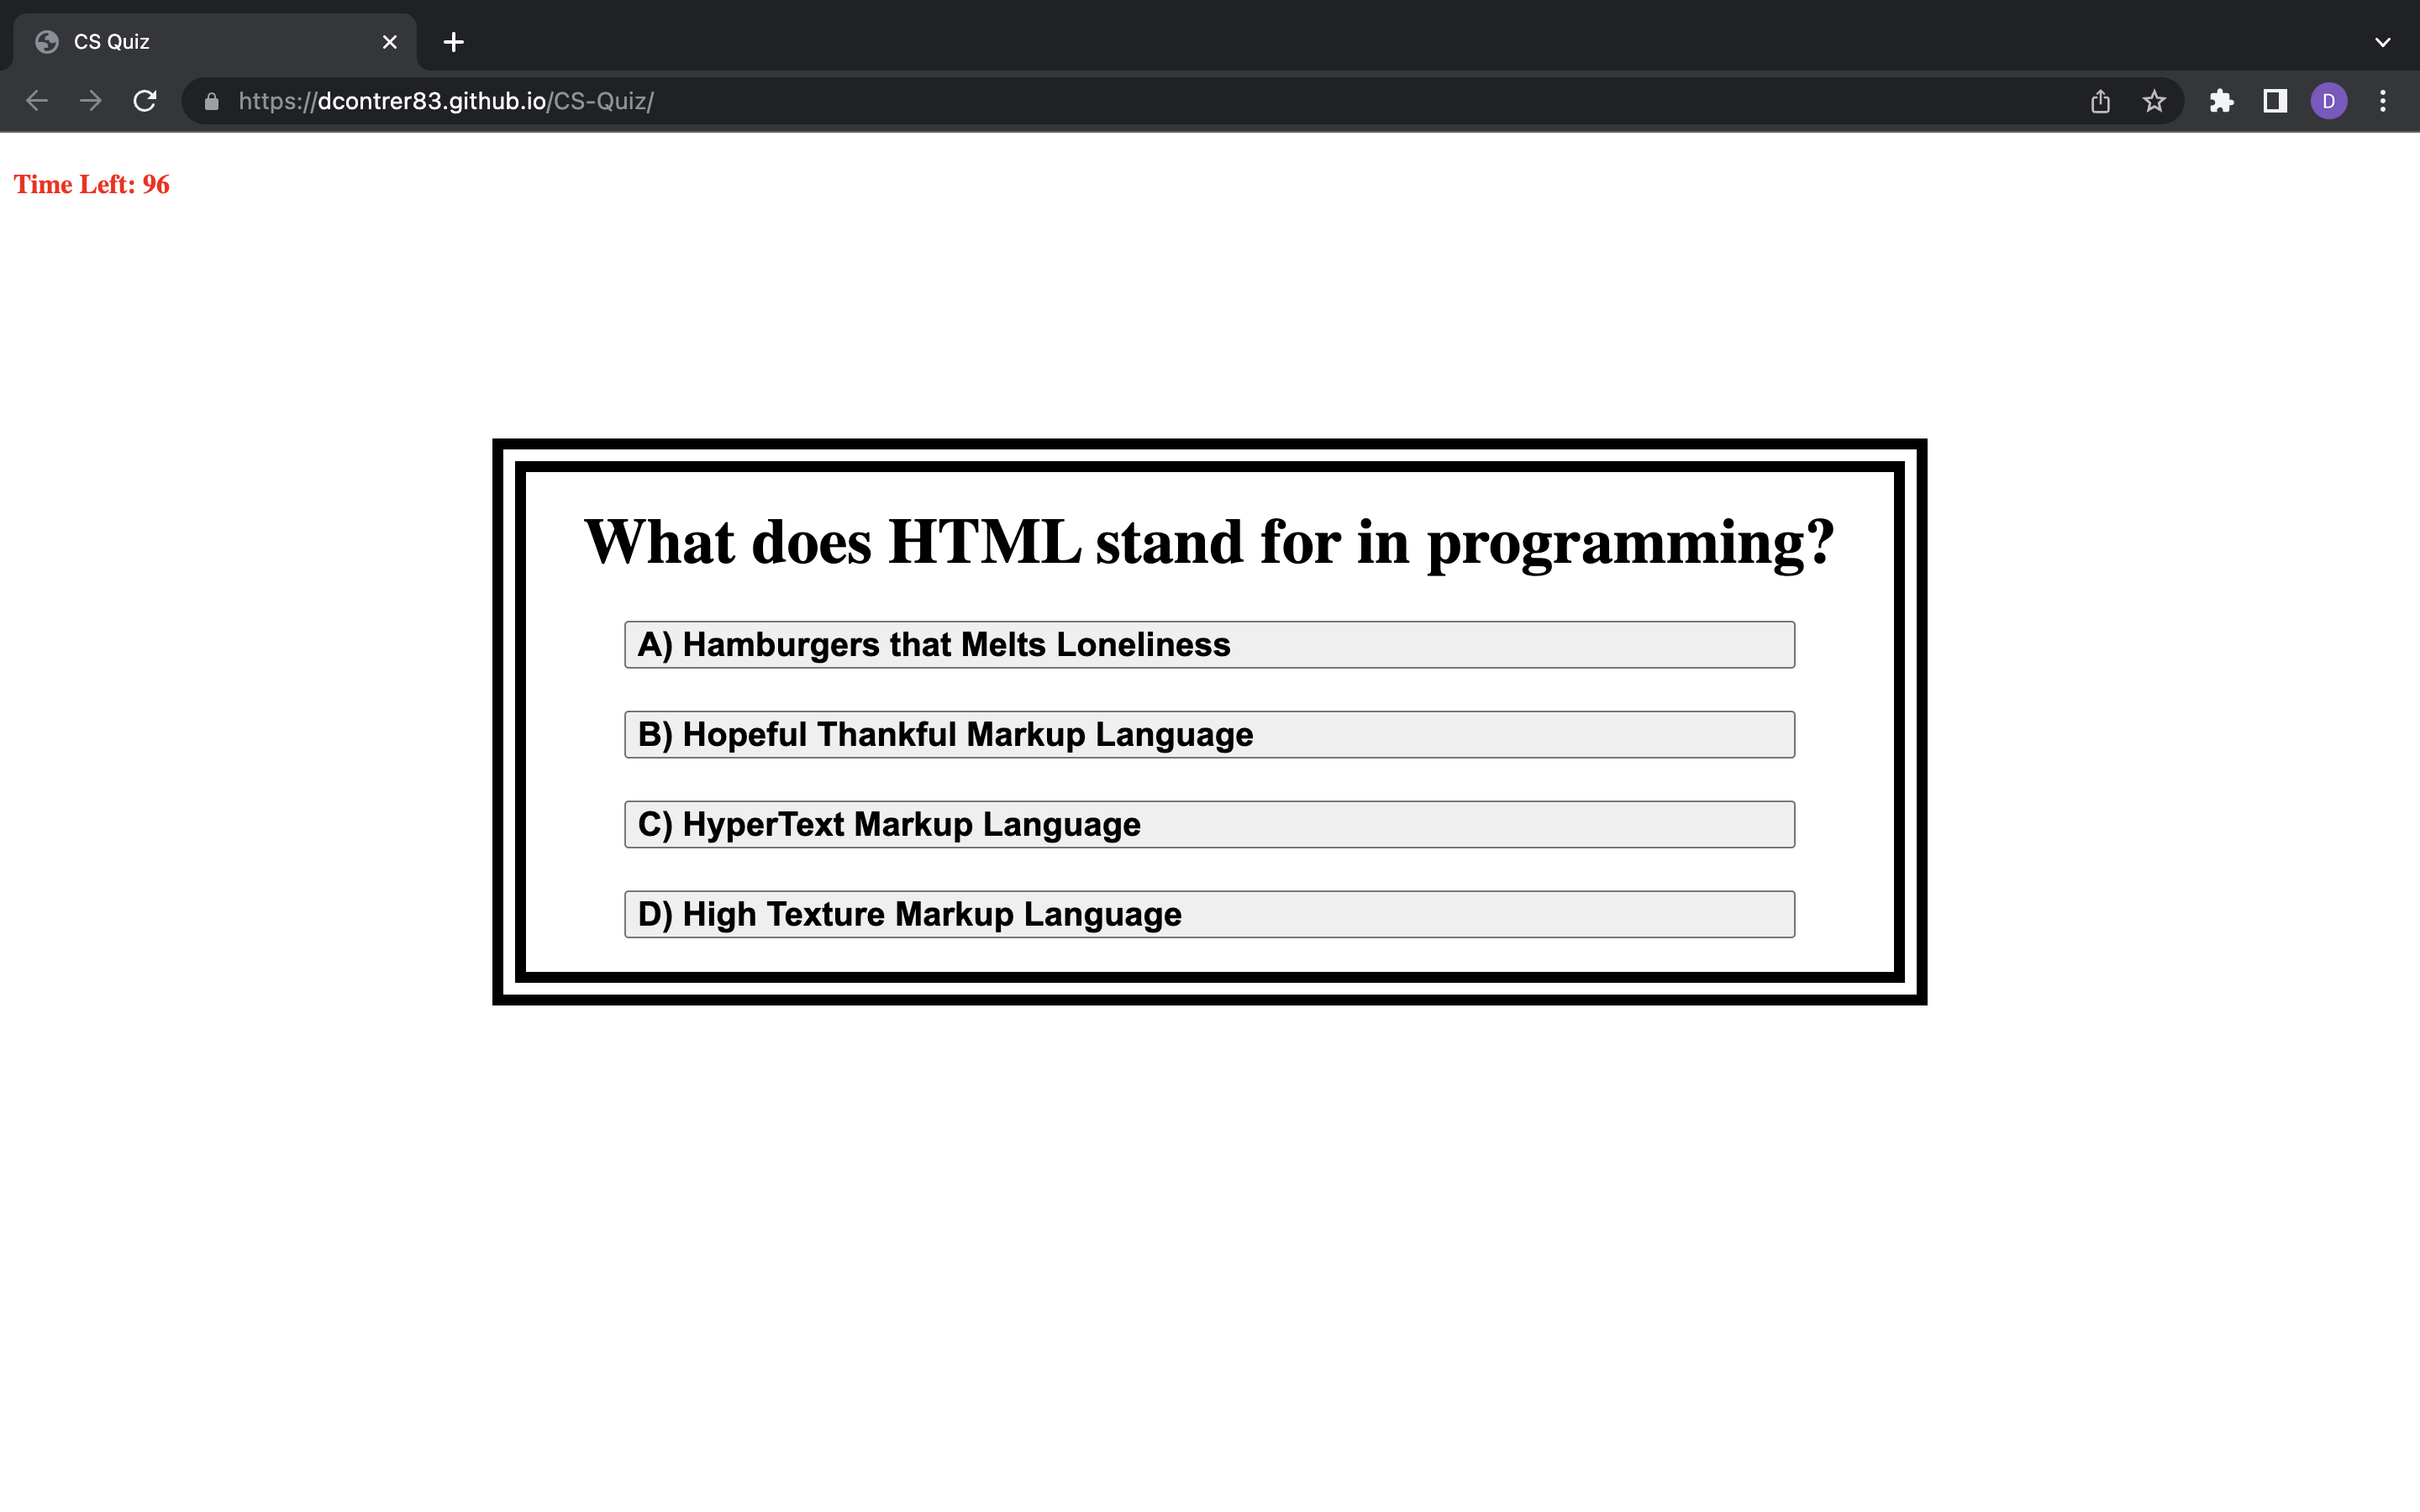 CS Quiz
https://dcontrer83.github.io/CS-Quiz/
D
Time Left: 96
What does HTML stand for in programming?
A) Hamburgers that Melts Loneliness
B) Hopeful Thankful Markup Language
C) HyperText Markup Language
D) High Texture Markup Language